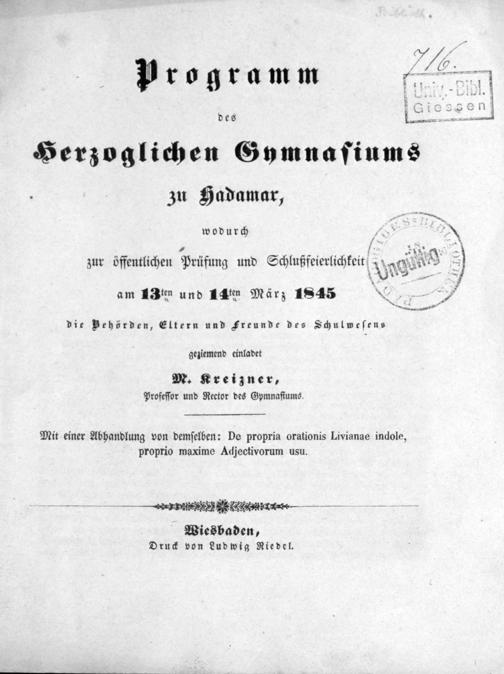 Biblioth.
716.
Univ.-Bibl.
Giessen
Programm
des
Herzoglichen Gymnasiums
zu Hadamar,
wodurch
zur öffentlichen Prüfung und Schlußfeierlichkeit
am 13ten und 14ten März 1845
die Behörden, Eltern und Freunde des Schulwesens
geziemend einladet
M. Kreizner,
Professor und Rector des Gymnasiums.
Ungültig
Mit einer Abhandlung von demselben: De propria orationis Livianae indole,
proprio maxime Adjectivorum usu.
Wiesbaden,
Druck von Ludwig Riedel.